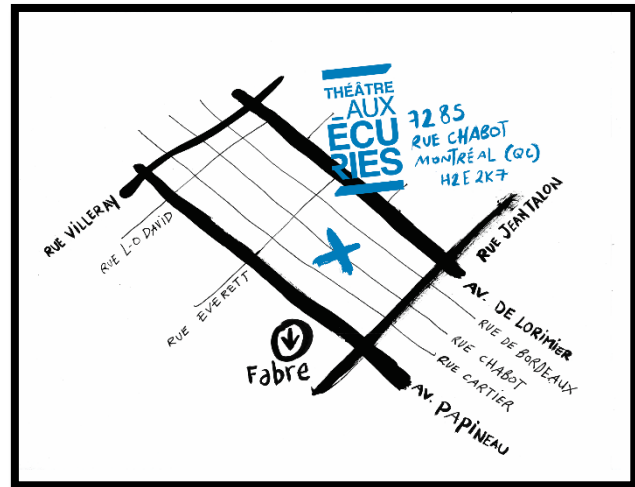 THÉÂTRE
AUX
ÉCU
RIES
7285
RUE CHABOT
MONTRÉAL (QC)
H2E 2K7
RUE VILLERAY
RUE L-O DAVID
RUE EVERETT
Fabre
RUE JEAN TALON
AV. DE LORIMIER
RUE DE BORDEAUX
RUE CHABOT
RUE CARTIER
AV. PAPINEAU